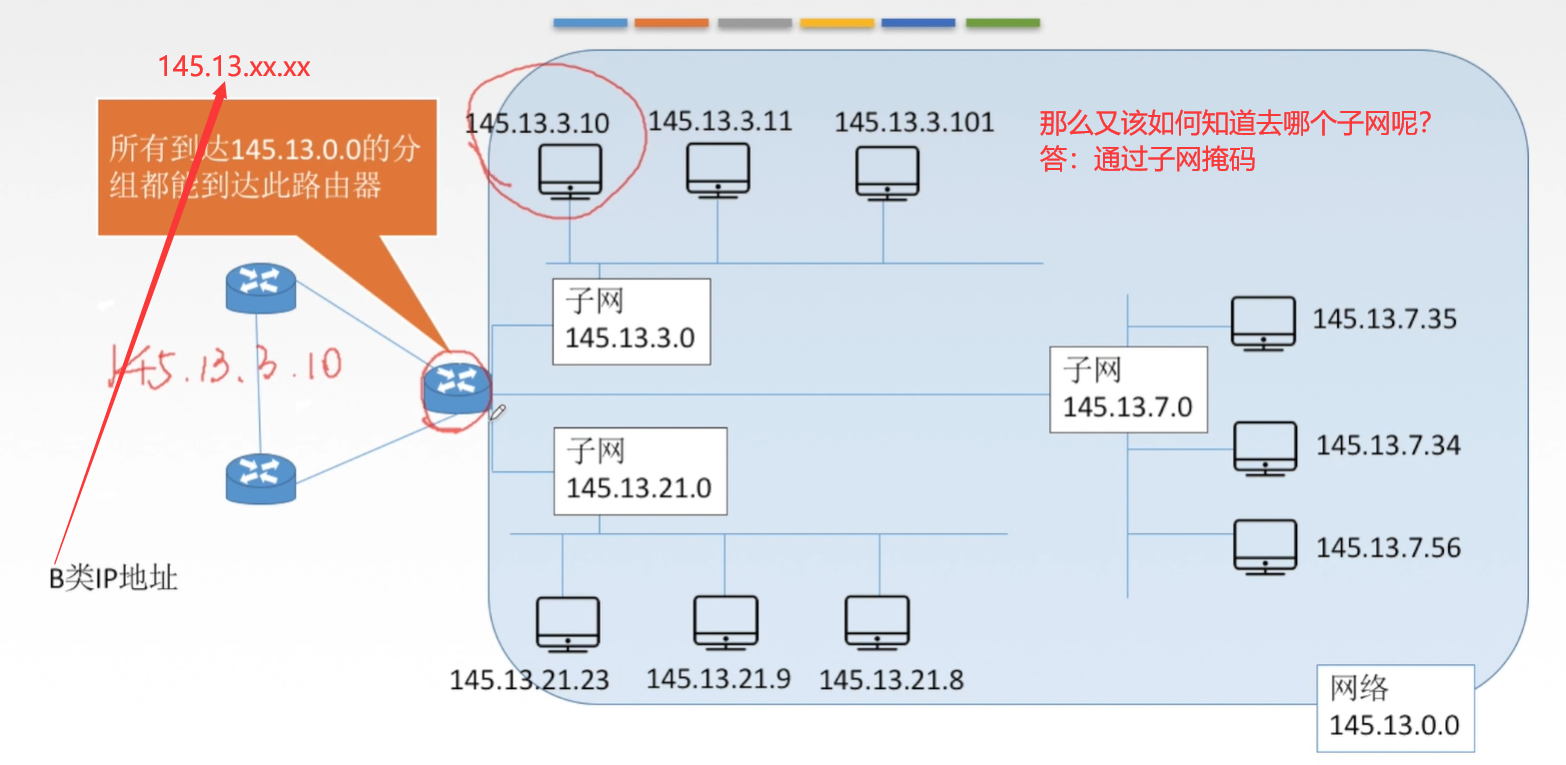 145.13.xx.xx
所有到达145.13.0.0的分
组都能到达此路由器
145.13.3.10
145.13.3.11
145.13.3.101
那么又该如何知道去哪个子网呢?
答：通过子网掩码
子网
145.13.3.0
145.13.3.10
子网
145.13.7.0
145.13.7.35
145.13.7.34
145.13.7.56
子网
145.13.21.0
B类IP地址
145.13.21.23
145.13.21.9
145.13.21.8
网络
145.13.0.0